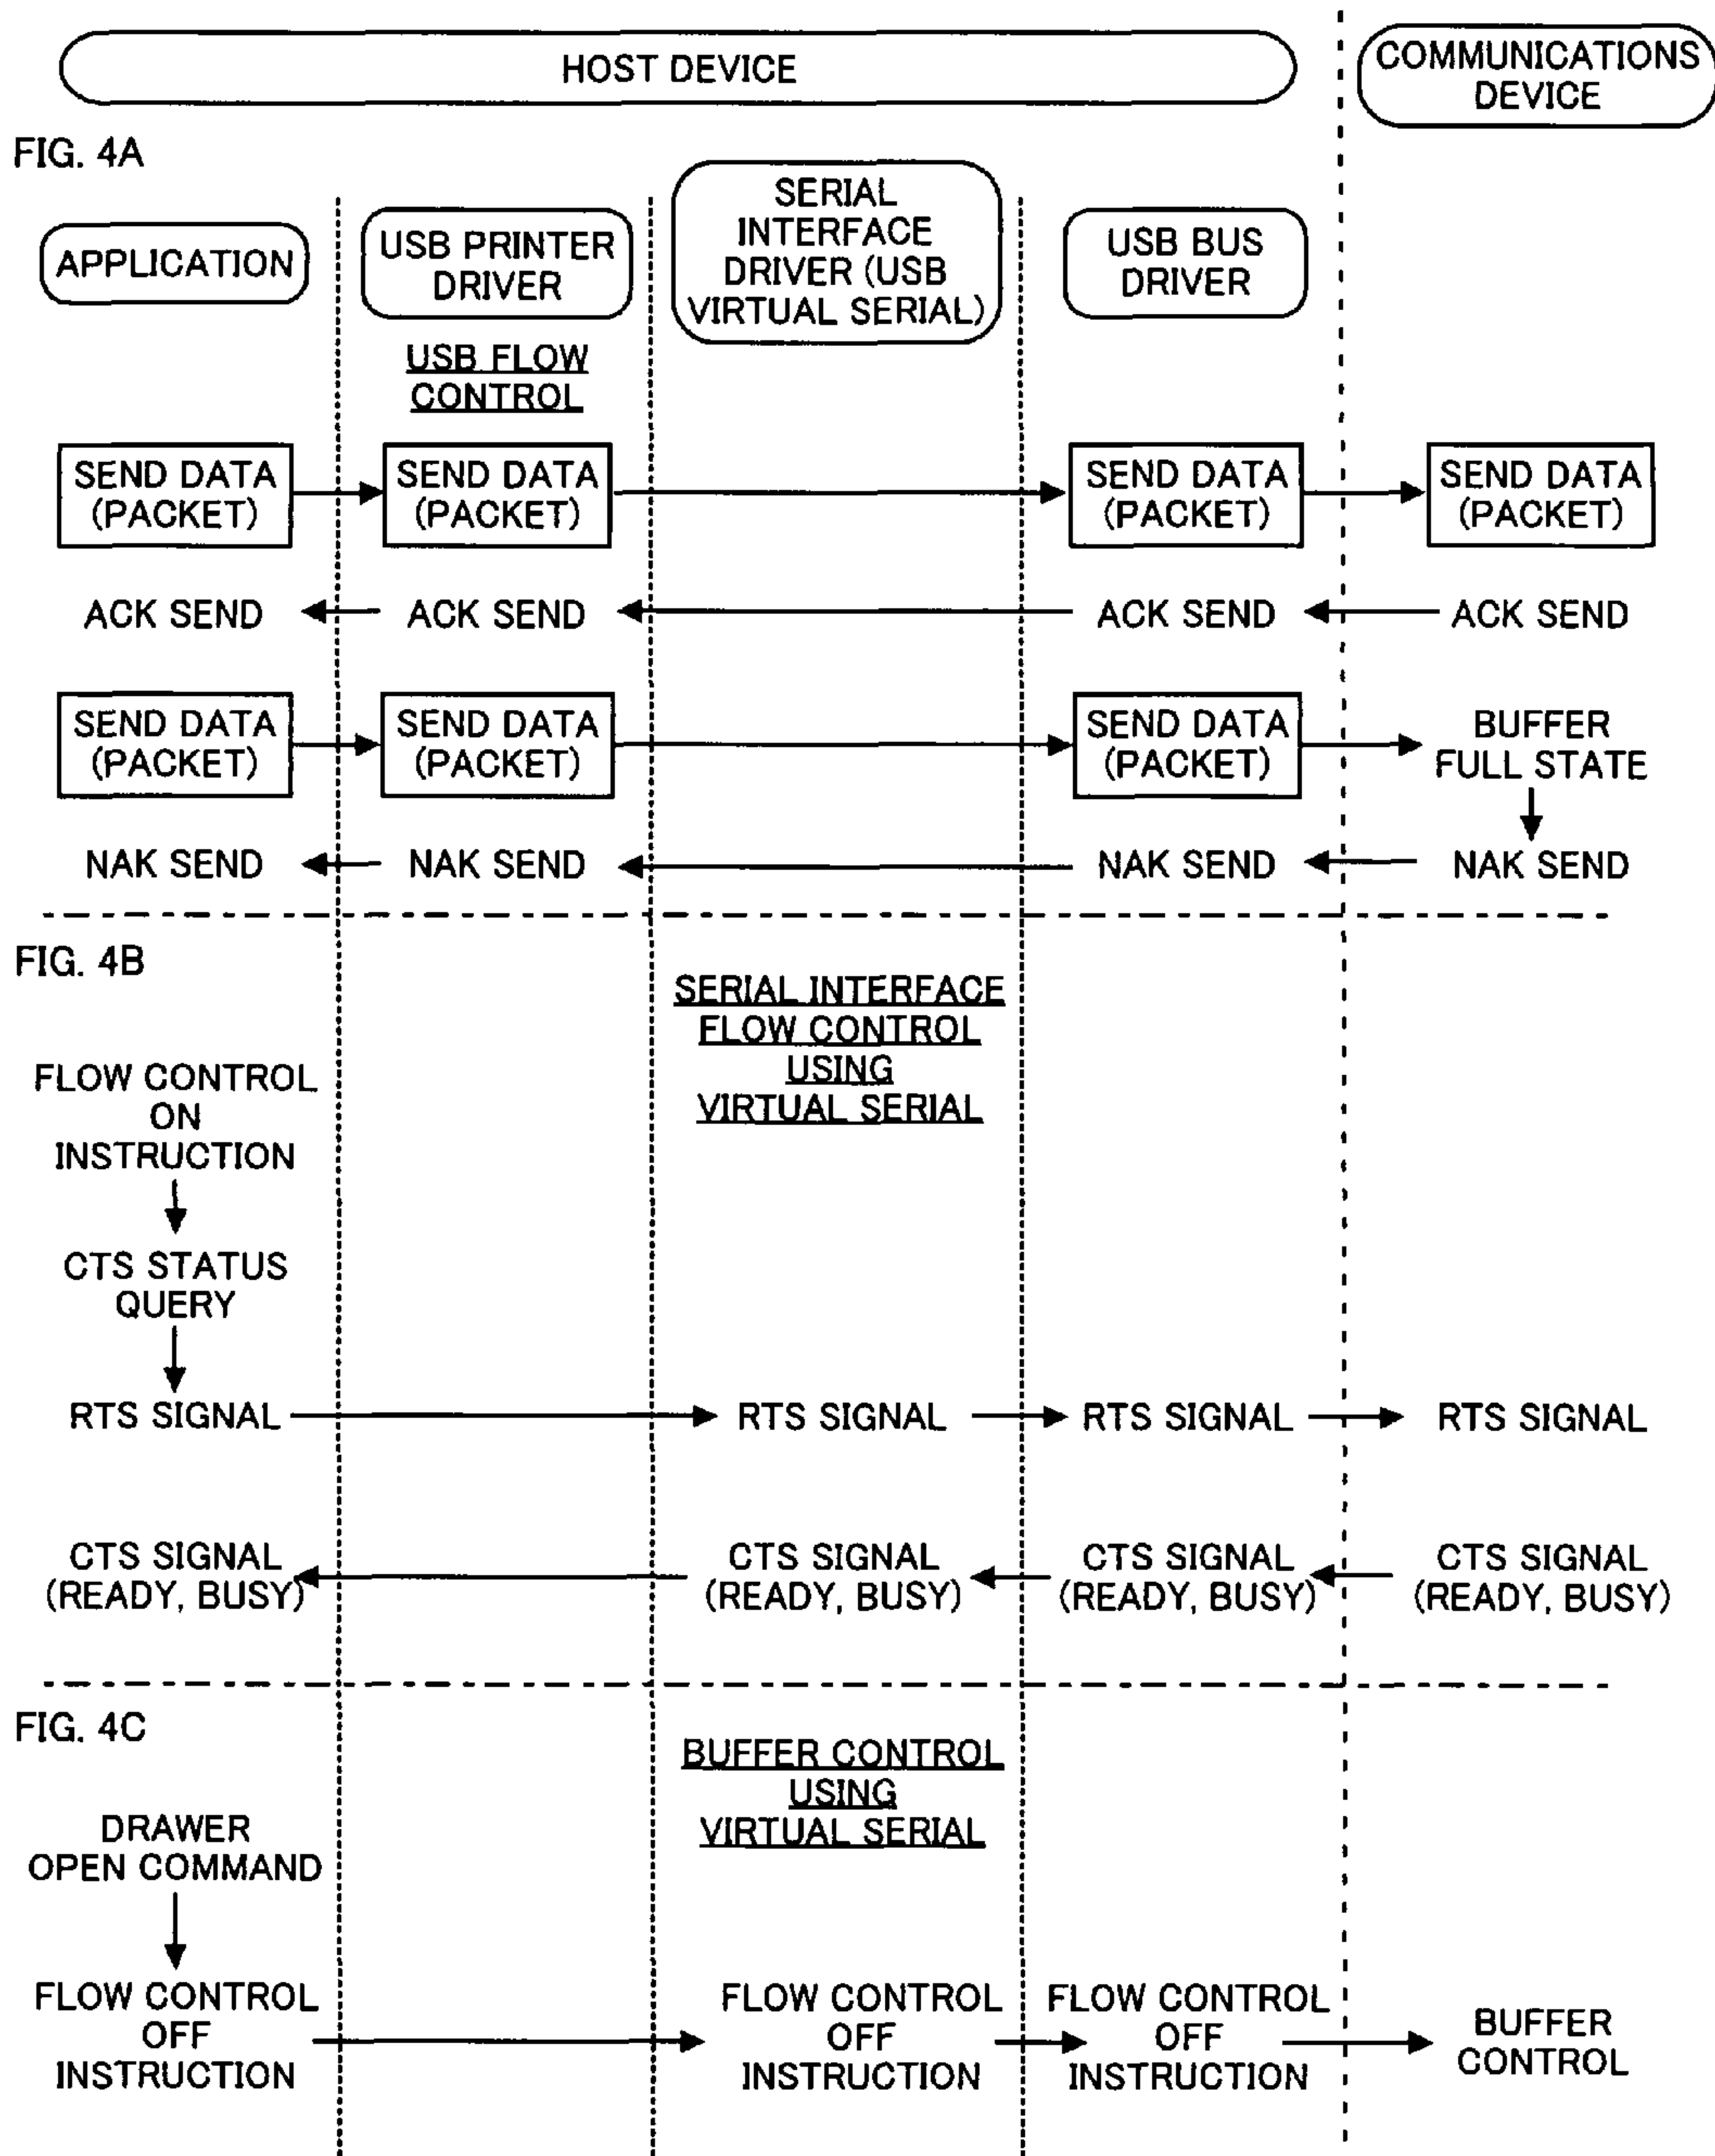 HOST DEVICE
COMMUNICATIONS
DEVICE
FIG. 4A
APPLICATION
USB PRINTER
DRIVER
SERIAL
INTERFACE
DRIVER (USB
VIRTUAL SERIAL)
USB BUS
DRIVER
USB FLOW
CONTROL
SEND DATA
(PACKET)
SEND DATA
(PACKET)
SEND DATA
(PACKET)
SEND DATA
(PACKET)
ACK SEND
ACK SEND
ACK SEND
ACK SEND
SEND DATA
(PACKET)
SEND DATA
(PACKET)
SEND DATA
(PACKET)
BUFFER
FULL STATE
NAK SEND
NAK SEND
NAK SEND
NAK SEND
FIG. 4B
SERIAL INTERFACE
FLOW CONTROL
USING
VIRTUAL SERIAL
FLOW CONTROL
ON
INSTRUCTION
CTS STATUS
QUERY
RTS SIGNAL
RTS SIGNAL
RTS SIGNAL
RTS SIGNAL
CTS SIGNAL
(READY, BUSY)
CTS SIGNAL
(READY, BUSY)
CTS SIGNAL
(READY, BUSY)
CTS SIGNAL
(READY, BUSY)
FIG. 4C
BUFFER CONTROL
USING
VIRTUAL SERIAL
DRAWER
OPEN COMMAND
FLOW CONTROL
OFF
INSTRUCTION
FLOW CONTROL
OFF
INSTRUCTION
FLOW CONTROL
OFF
INSTRUCTION
BUFFER
CONTROL